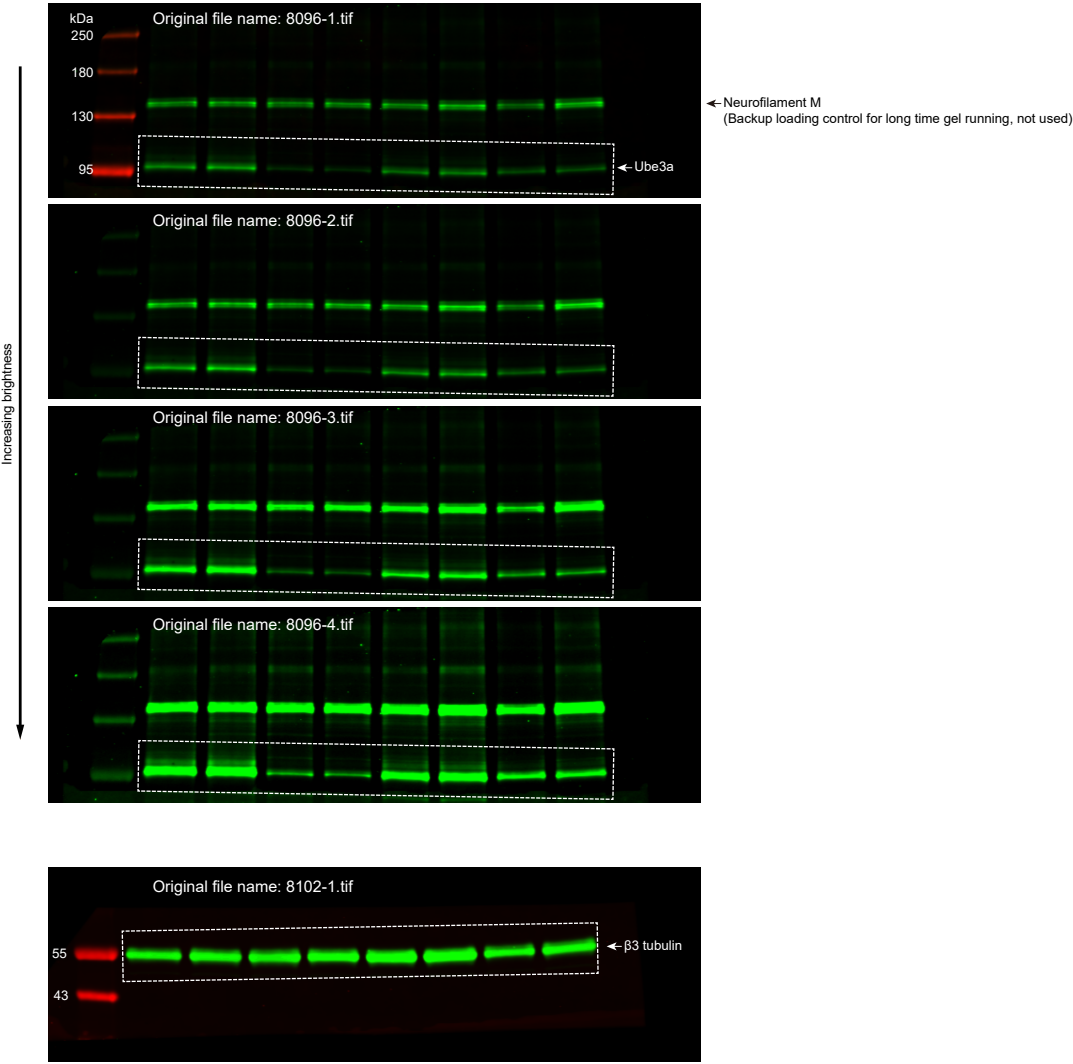 kDa
Original file name: 8096-1.tif
250
180
Neurofilament M
130
(Backup loading control for long time gel running, not used)
95
Ube3a
Original file name: 8096-2.tif
Increasing brightness
Original file name: 8096-3.tif
Original file name: 8096-4.tif
Original file name: 8102-1.tif
55
β3 tubulin
43